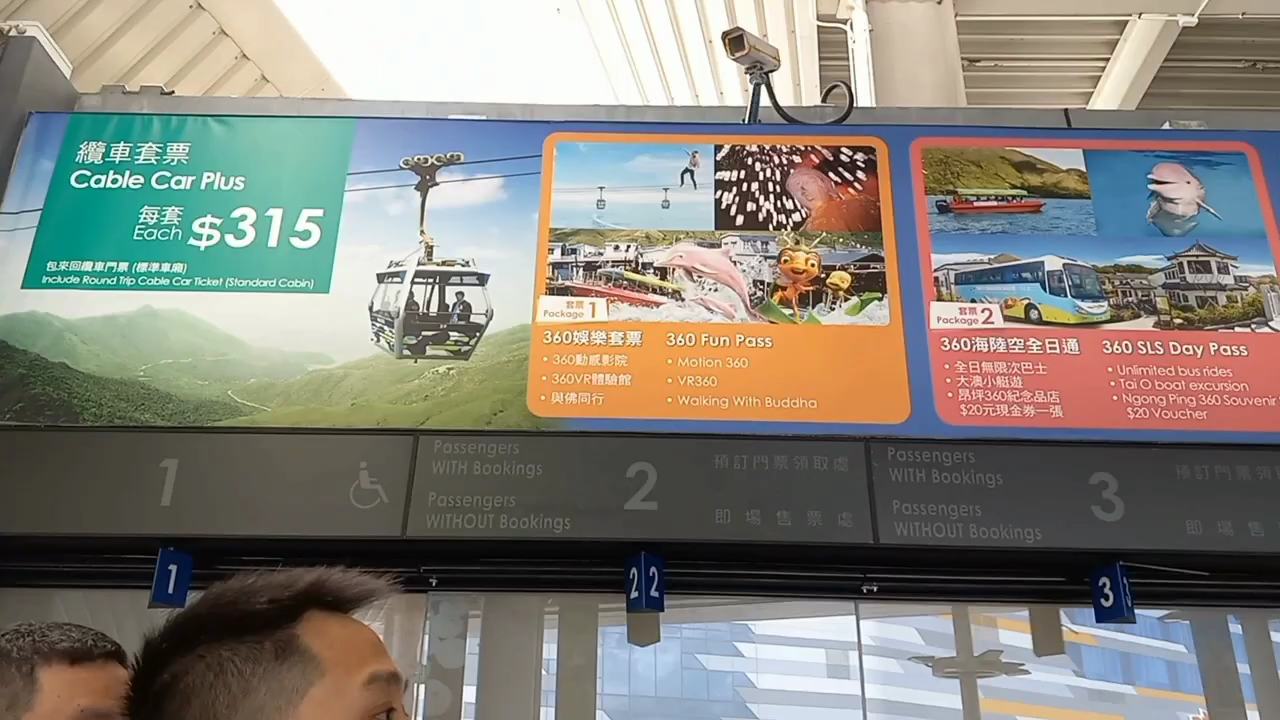 纜車套票
Cable Car Plus
每套
Each $315
包來回纜車門票 (標準車廂)
Include Round Trip Cable Car Ticket (Standard Cabin)
套票
Package 1
360娛樂套票
• 360動感影院
• 360VR體驗館
• 與佛同行
360 Fun Pass
• Motion 360
• VR360
• Walking With Buddha
套票
Package 2
360海陸空全日通
• 全日無限次巴士
• 大澳小艇遊
• 昂坪360紀念品店
$20元現金券一張
360 SLS Day Pass
• Unlimited bus rides
• Tai O boat excursion
• Ngong Ping 360 Souvenir
$20 Voucher
1
Passengers
WITH Bookings
Passengers
WITHOUT Bookings
2
預訂門票領取處
即場售票處
Passengers
WITH Bookings
Passengers
WITHOUT Bookings
3
預訂門票領
即場售
1
2 2
3 3